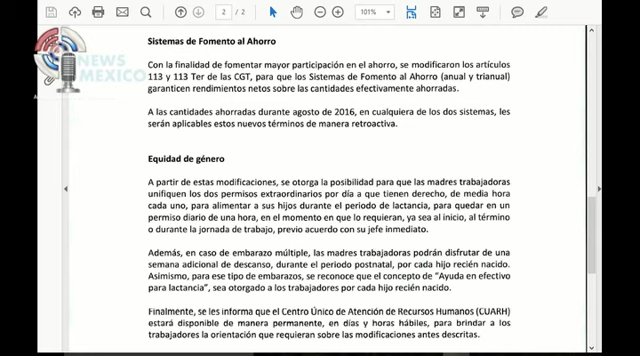 2 / 2
101%
NEWS
MEXICO
Sistemas de Fomento al Ahorro
Con la finalidad de fomentar mayor participación en el ahorro, se modificaron los artículos
113 y 113 Ter de las CGT, para que los Sistemas de Fomento al Ahorro (anual y trianual)
garanticen rendimientos netos sobre las cantidades efectivamente ahorradas.
A las cantidades ahorradas durante agosto de 2016, en cualquiera de los dos sistemas, les
serán aplicables estos nuevos términos de manera retroactiva.
Equidad de género
A partir de estas modificaciones, se otorga la posibilidad para que las madres trabajadoras
unifiquen los dos permisos extraordinarios por día a que tienen derecho, de media hora
cada uno, para alimentar a sus hijos durante el periodo de lactancia, para quedar en un
permiso diario de una hora, en el momento en que lo requieran, ya sea al inicio, al término
o durante la jornada de trabajo, previo acuerdo con su jefe inmediato.
Además, en caso de embarazo múltiple, las madres trabajadoras podrán disfrutar de una
semana adicional de descanso, durante el periodo postnatal, por cada hijo recién nacido.
Asimismo, para ese tipo de embarazos, se reconoce que el concepto de “Ayuda en efectivo
para lactancia”, sea otorgado a los trabajadores por cada hijo recién nacido.
Finalmente, se les informa que el Centro Único de Atención de Recursos Humanos (CUARH)
estará disponible de manera permanente, en días y horas hábiles, para brindar a los
trabajadores la orientación que requieran sobre las modificaciones antes descritas.